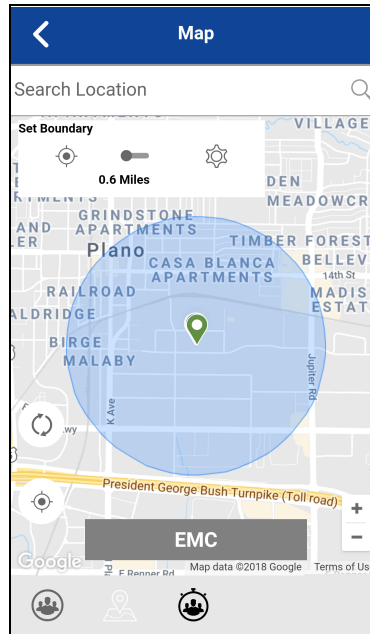 Map
Search Location
Set Boundary
0.6 Miles
VILLAGE
DEN
MEADOWCR
GRINDSTONE
APARTMENTS
AND
LER
Plano
TIMBER FOREST
CASA BLANCA
APARTMENTS
BELLEV
14th St
RAILROAD
MADIS
ESTAT
ALDRIDGE
BIRGE
MALABY
K Ave
Jupiter Rd
wy
President George Bush Turnpike (Toll road)
+
−
EMC
Google
Map data ©2018 Google
Terms of Us
E Renner Rd